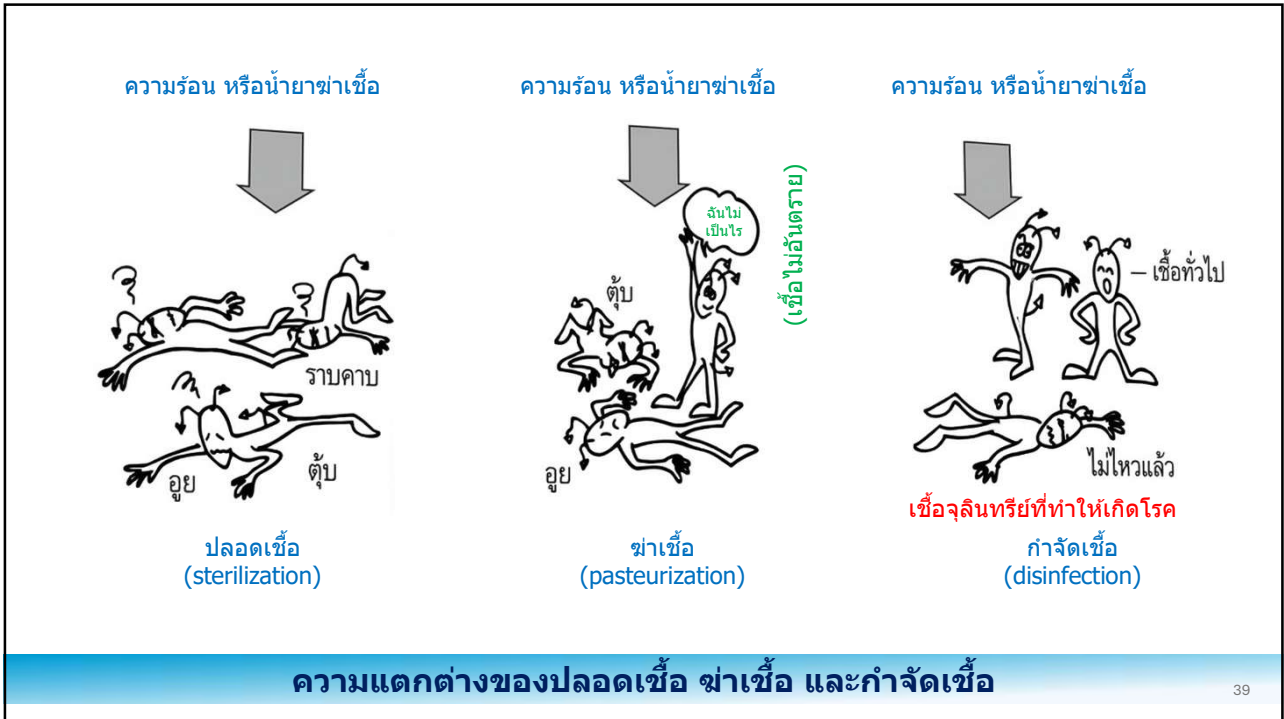 ความร้อน หรือน้ำยาฆ่าเชื้อ
ราบคาบ
อูย
ตุ้บ
ปลอดเชื้อ
(sterilization)
ความร้อน หรือน้ำยาฆ่าเชื้อ
ฉันไม่
เป็นไร
(เชื้อไม่อันตราย)
ตุ้บ
อูย
ฆ่าเชื้อ
(pasteurization)
ความร้อน หรือน้ำยาฆ่าเชื้อ
– เชื้อทั่วไป
ไม่ไหวแล้ว
เชื้อจุลินทรีย์ที่ทำให้เกิดโรค
กำจัดเชื้อ
(disinfection)
ความแตกต่างของปลอดเชื้อ ฆ่าเชื้อ และกำจัดเชื้อ
39